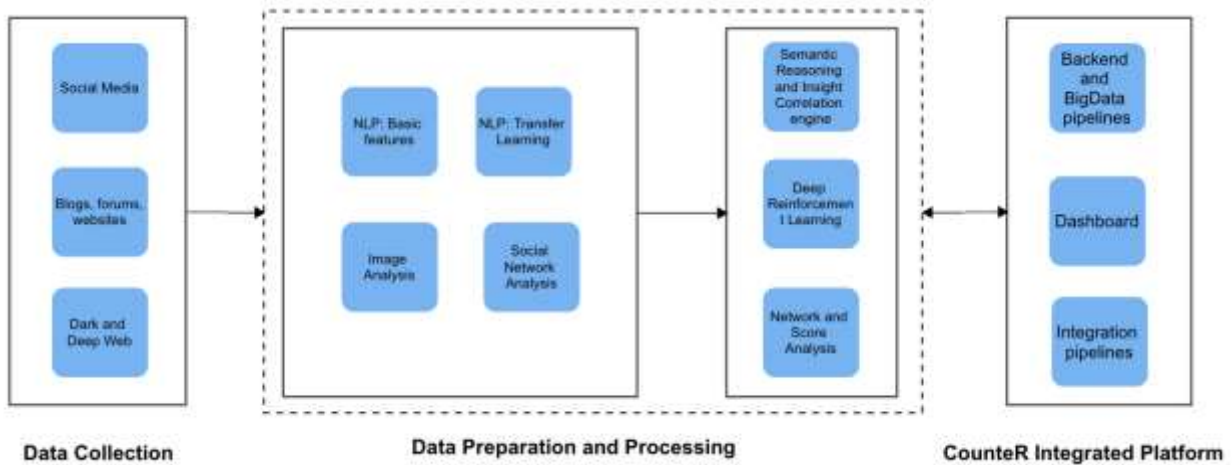 Social Media
Blogs, forums,
websites
Dark and
Deep Web
Data Collection
NLP: Basic
features
NLP: Transfer
Learning
Image
Analysis
Social
Network
Analysis
Semantic
Reasoning
and Insight
Correlation
engine
Deep
Reinforcemen
t Learning
Network and
Score
Analysis
Data Preparation and Processing
Backend
and
BigData
pipelines
Dashboard
Integration
pipelines
CounteR Integrated Platform